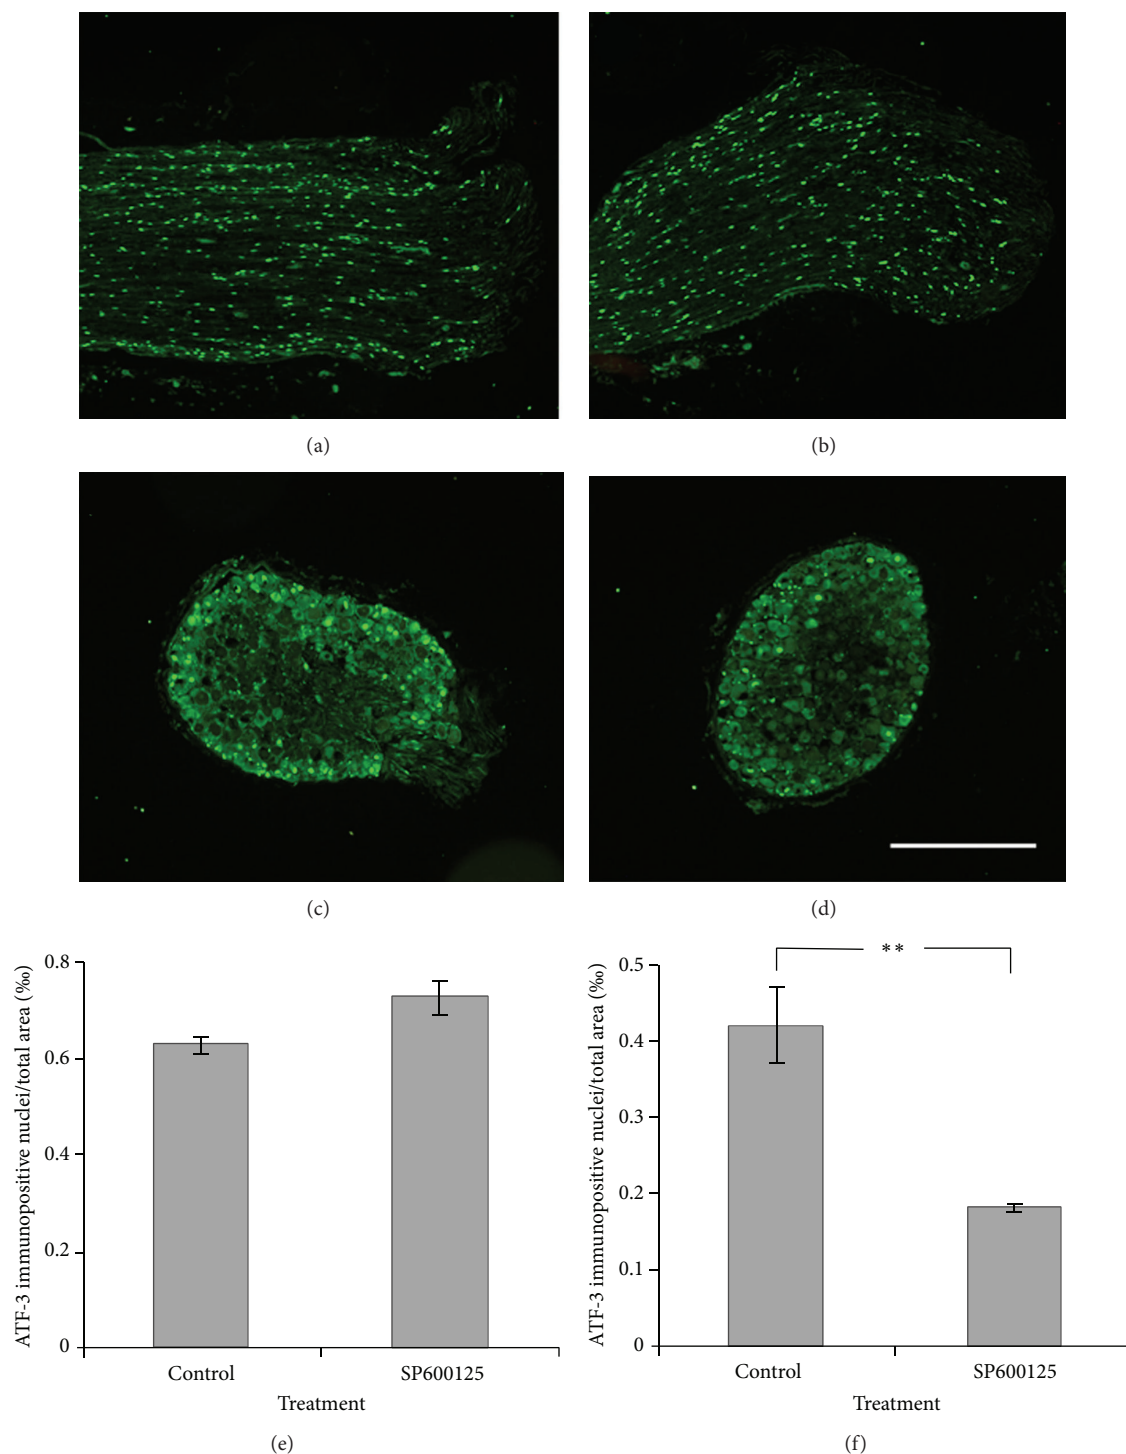 (a)
(b)
(c)
(d)
ATF-3 immunopositive nuclei/total area (‰)
0.8
0.6
0.4
0.2
0
Control
SP600125
Treatment
(e)
ATF-3 immunopositive nuclei/total area (‰)
**
0.5
0.4
0.3
0.2
0.1
0
Control
SP600125
Treatment
(f)